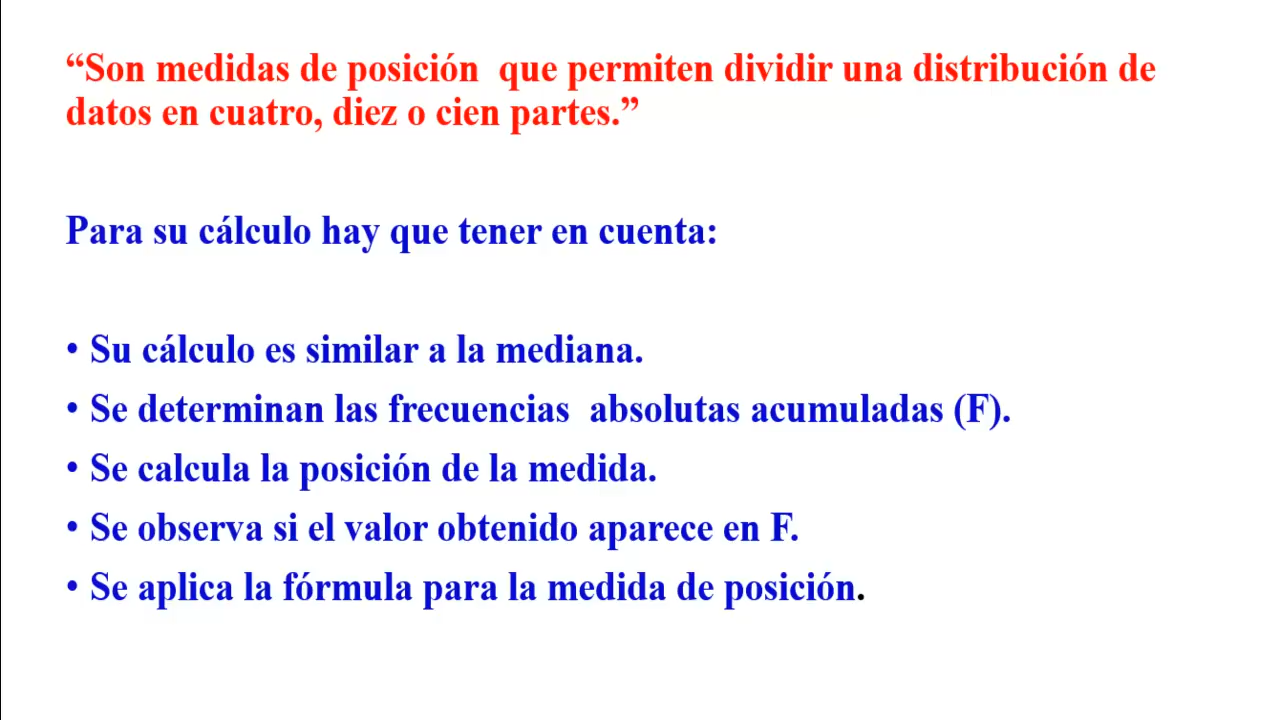 “Son medidas de posición  que permiten dividir una distribución de
datos en cuatro, diez o cien partes.”
Para su cálculo hay que tener en cuenta:
• Su cálculo es similar a la mediana.
• Se determinan las frecuencias  absolutas acumuladas (F).
• Se calcula la posición de la medida.
• Se observa si el valor obtenido aparece en F.
• Se aplica la fórmula para la medida de posición.